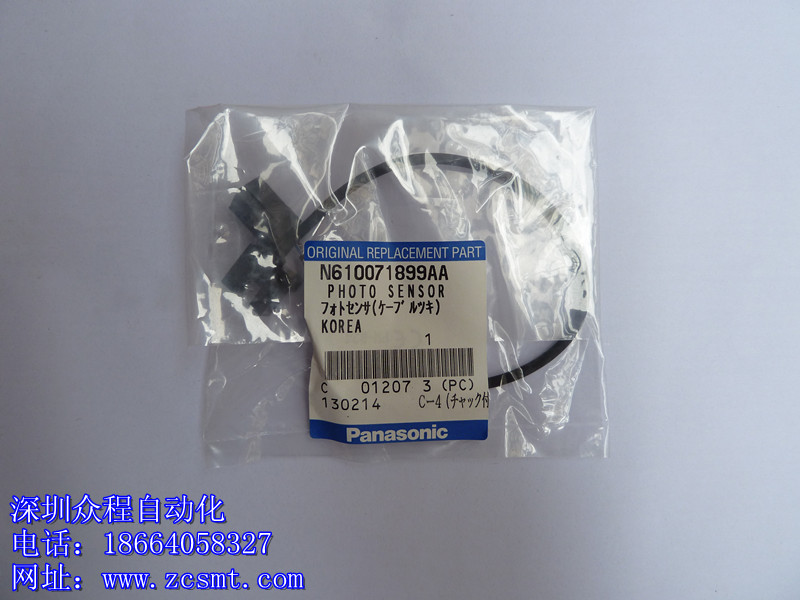 ORIGINAL REPLACEMENT PART
N610071899AA
PHOTO SENSOR
フォトセンサ(ケーブルツキ)
KOREA
1
C 01207 3 (PC)
130214 C-4(チャック付
Panasonic
深圳众程自动化
电话：18664058327
网址：www.zcsmt.com